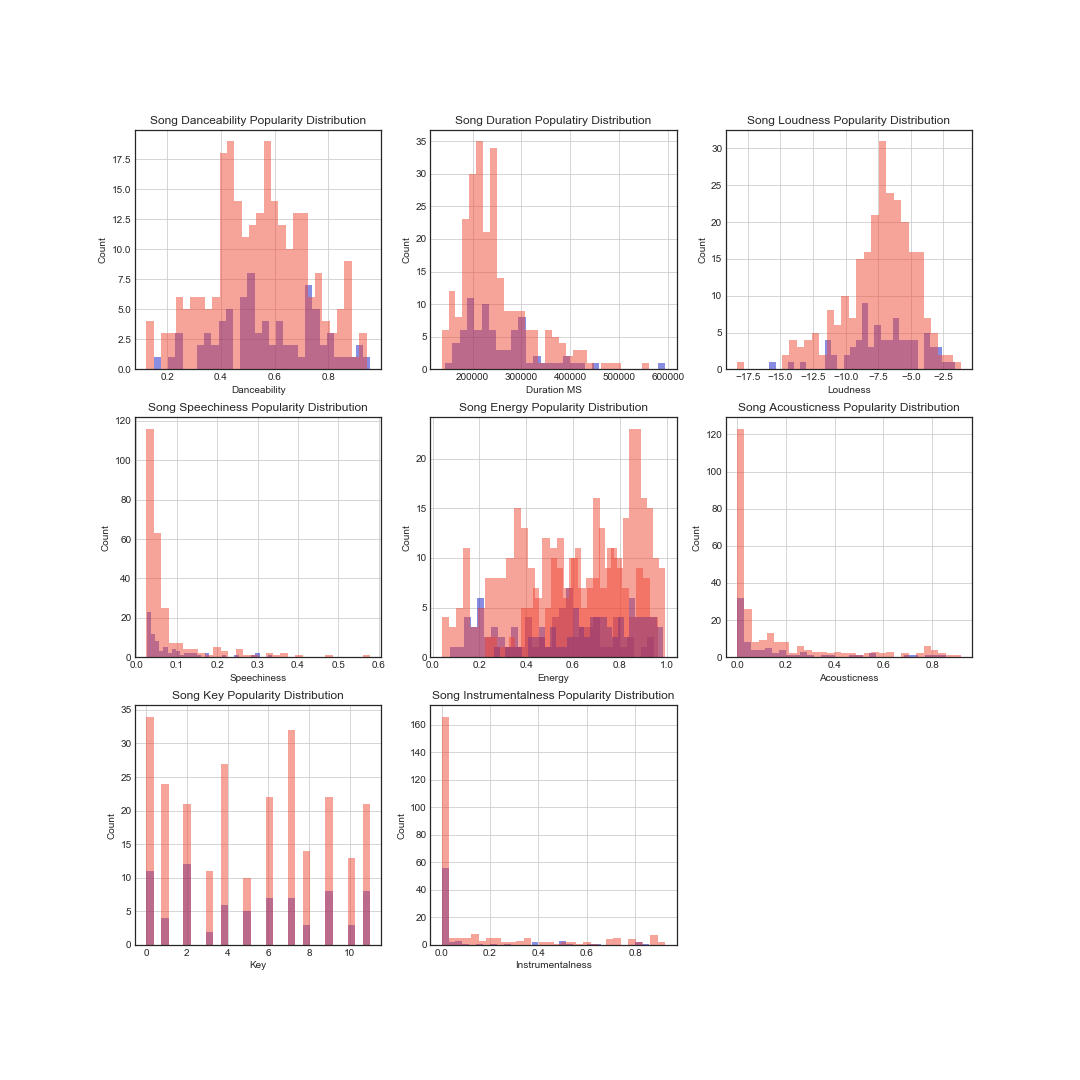 Song Danceability Popularity Distribution
Count
17.5
15.0
12.5
10.0
7.5
5.0
2.5
0.0
0.2 0.4 0.6 0.8
Danceability
Song Duration Populatiry Distribution
Count
35
30
25
20
15
10
5
0
200000 300000 400000 500000 600000
Duration MS
Song Loudness Popularity Distribution
Count
30
25
20
15
10
5
0
−17.5 −15.0 −12.5 −10.0 −7.5 −5.0 −2.5
Loudness
Song Speechiness Popularity Distribution
Count
120
100
80
60
40
20
0
0.0 0.1 0.2 0.3 0.4 0.5 0.6
Speechiness
Song Energy Popularity Distribution
Count
20
15
10
5
0
0.0 0.2 0.4 0.6 0.8 1.0
Energy
Song Acousticness Popularity Distribution
Count
120
100
80
60
40
20
0
0.0 0.2 0.4 0.6 0.8
Acousticness
Song Key Popularity Distribution
Count
35
30
25
20
15
10
5
0
0 2 4 6 8 10
Key
Song Instrumentalness Popularity Distribution
Count
160
140
120
100
80
60
40
20
0
0.0 0.2 0.4 0.6 0.8
Instrumentalness